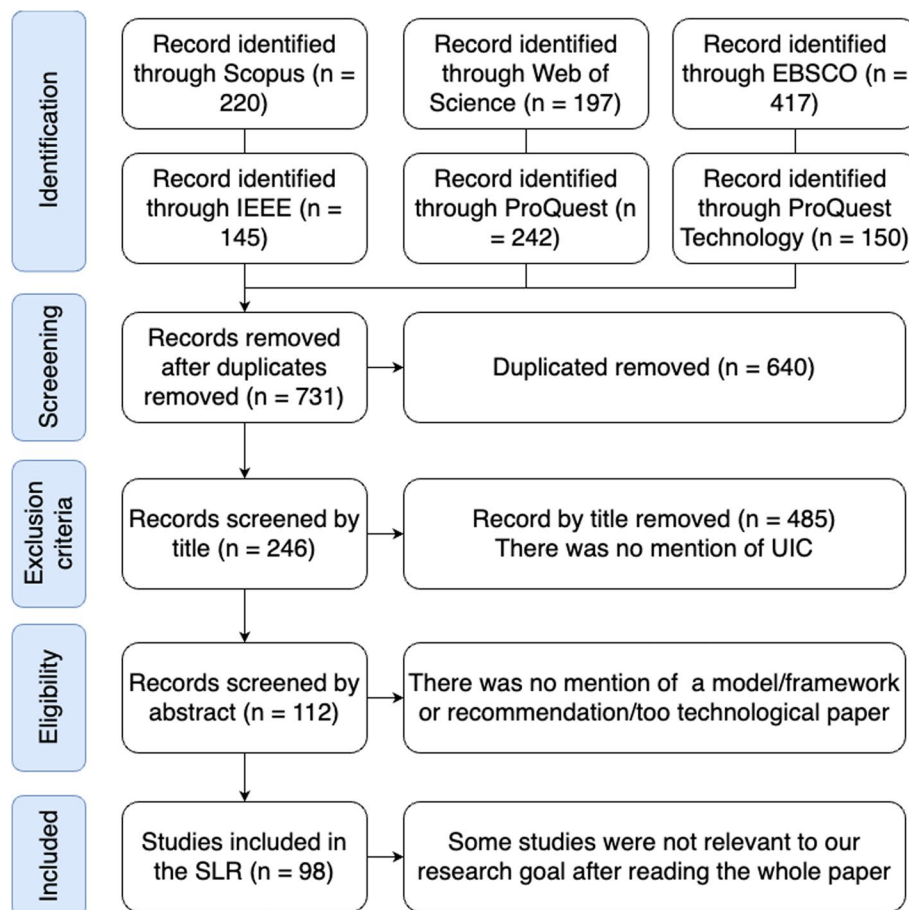 Identification
Record identified
through Scopus (n =
220)
Record identified
through Web of
Science (n = 197)
Record identified
through EBSCO (n =
417)
Record identified
through IEEE (n =
145)
Record identified
through ProQuest (n
= 242)
Record identified
through ProQuest
Technology (n = 150)
Screeening
Records removed
after duplicates
removed (n = 731)
Duplicated removed (n = 640)
Exclusion
criteria
Records screened by
title (n = 246)
Record by title removed (n = 485)
There was no mention of UIC
Eligibility
Records screened by
abstract (n = 112)
There was no mention of a model/framework
or recommendation/too technological paper
Included
Studies included in
the SLR (n = 98)
Some studies were not relevant to our
research goal after reading the whole paper